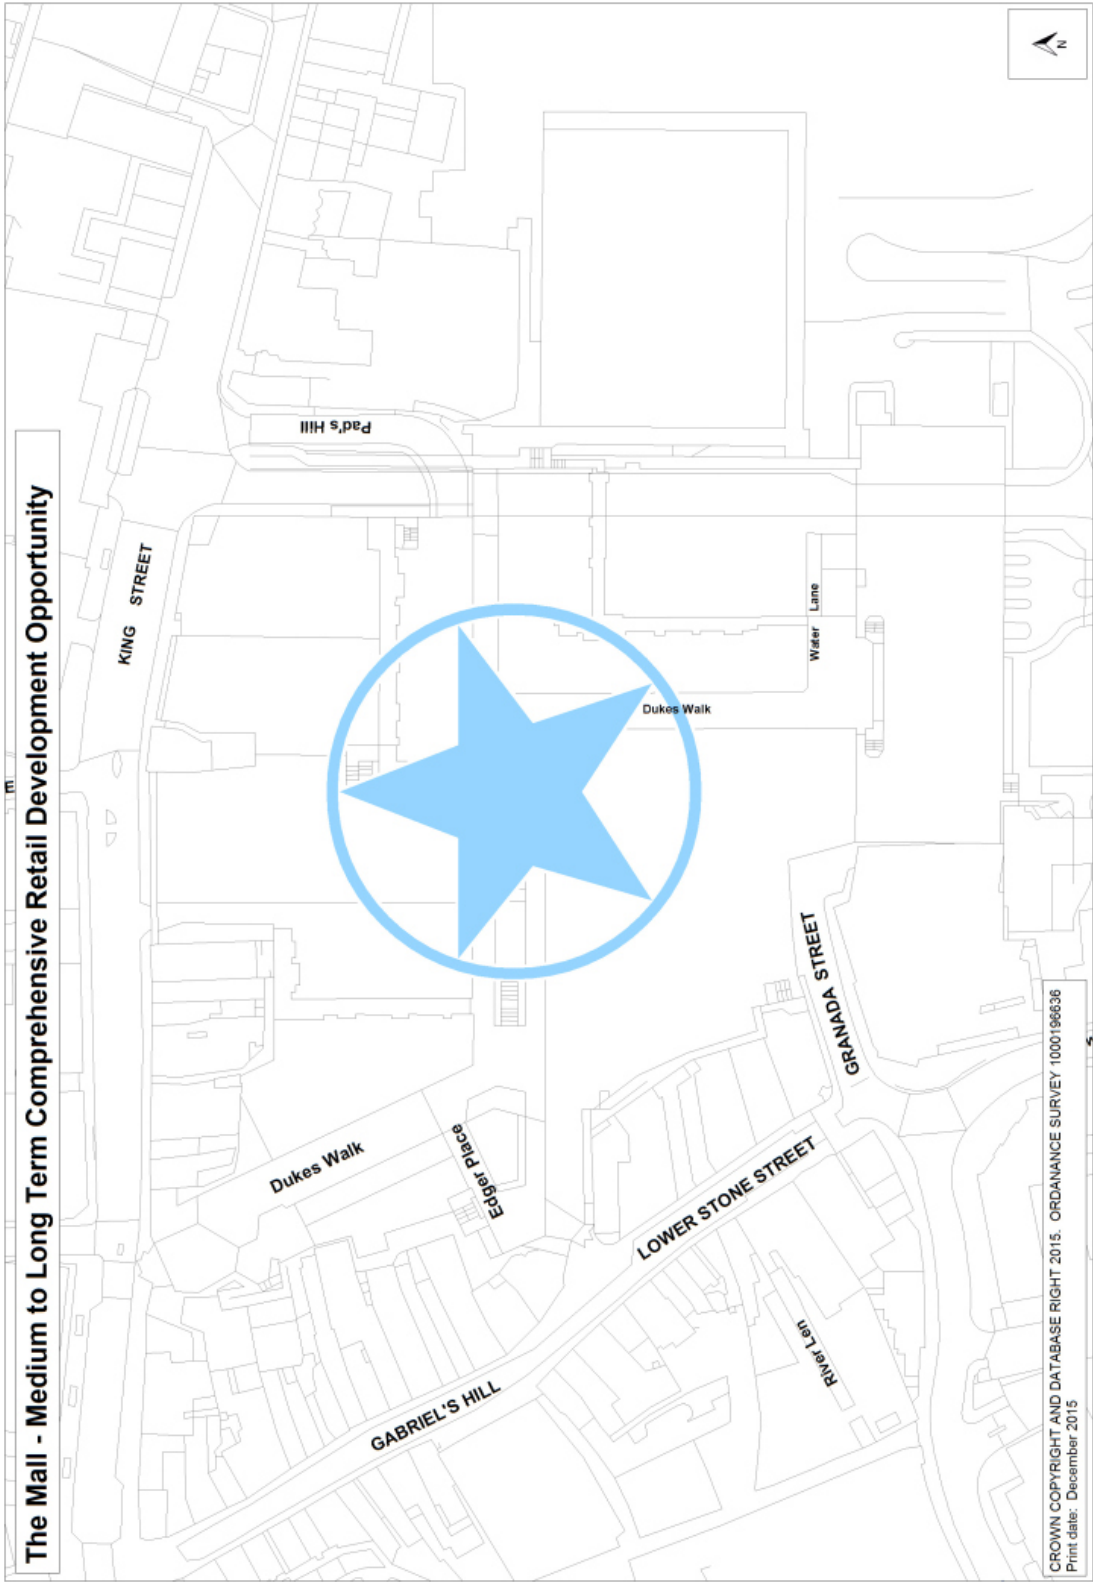 The Mall - Medium to Long Term Comprehensive Retail Development Opportunity
N
KING STREET
Pad's Hill
Dukes Walk
Water Lane
Dukes Walk
Edger Place
GRANADA STREET
LOWER STONE STREET
GABRIEL'S HILL
River Len
CROWN COPYRIGHT AND DATABASE RIGHT 2015. ORDANANCE SURVEY 1000196636
Print date: December 2015